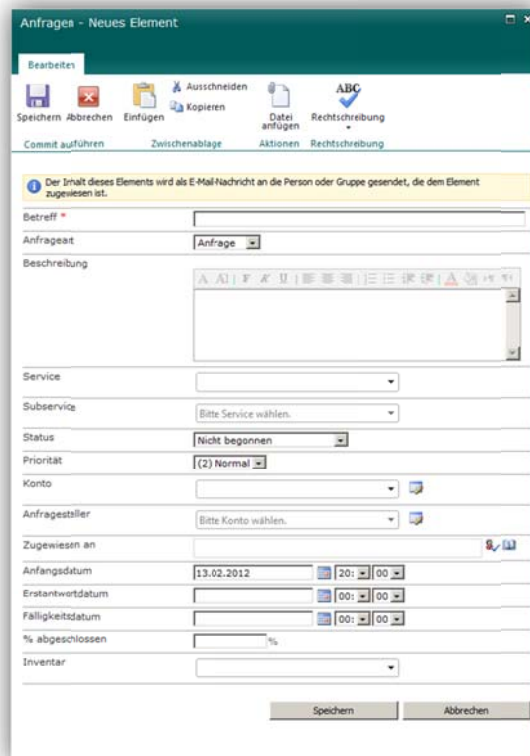 Anfragen - Neues Element
Bearbeiten
Speichern Abbrechen Einfügen Ausschneiden Kopieren Datei anfügen ABC Rechtschreibung
Commit ausführen Zwischenablage Aktionen Rechtschreibung
Der Inhalt dieses Elements wird als E-Mail-Nachricht an die Person oder Gruppe gesendet, die dem Element
zugewiesen ist.
Betreff *
Anfrageart Anfrage
Beschreibung
A AI F K U
Service
Subservice Bitte Service wählen.
Status Nicht begonnen
Priorität (2) Normal
Konto
Anfragesteller Bitte Konto wählen.
Zugewiesen an
Anfangsdatum 13.02.2012 20: 00
Erstantwortdatum 00: 00
Fälligkeitsdatum 00: 00
% abgeschlossen %
Inventar
Speichern Abbrechen